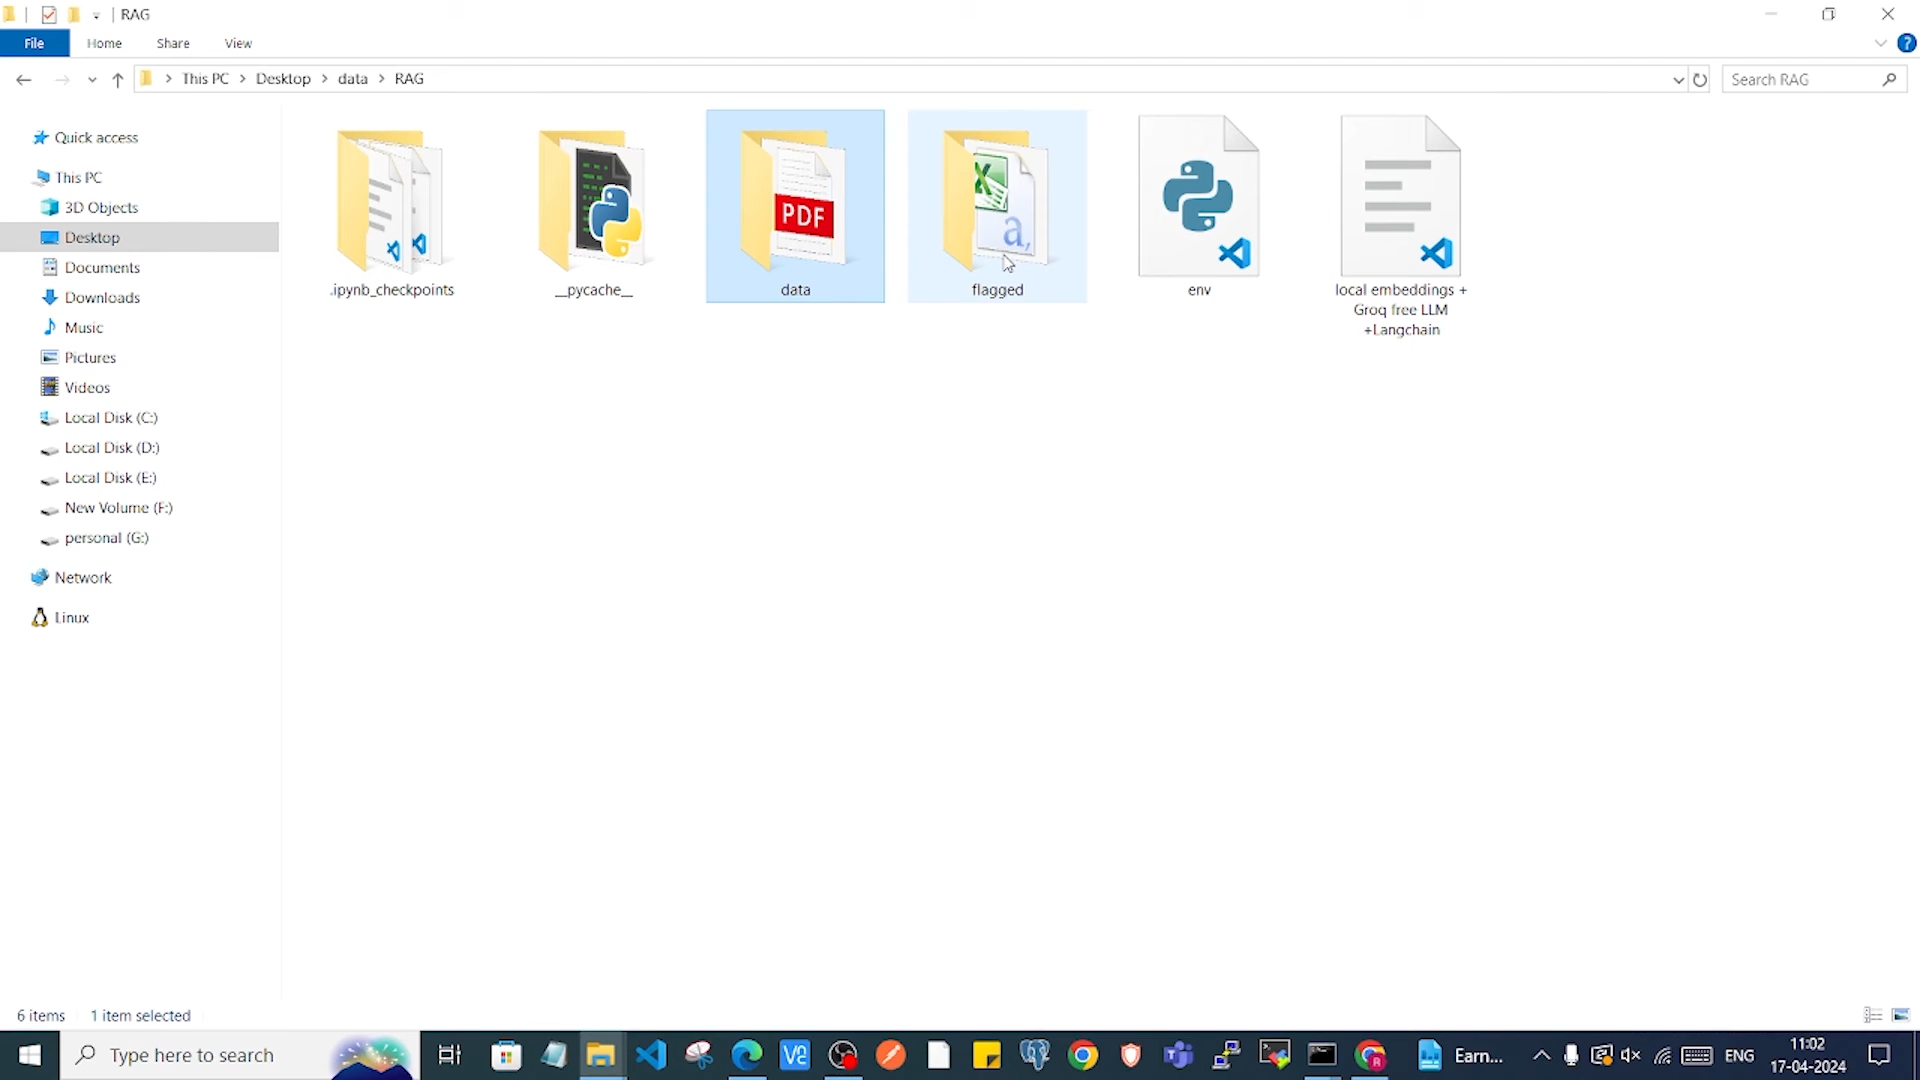 RAG
File
Home
Share
View
This PC
Desktop
data
RAG
Search RAG
Quick access
This PC
3D Objects
Desktop
Documents
Downloads
Music
Pictures
Videos
Local Disk (C:)
Local Disk (D:)
Local Disk (E:)
New Volume (F:)
personal (G:)
Network
Linux
PDF
a,
.ipynb_checkpoints
__pycache__
data
flagged
env
local embeddings +
Groq free LLM
+Langchain
6 items
1 item selected
Type here to search
Earn...
ENG
11:02
17-04-2024